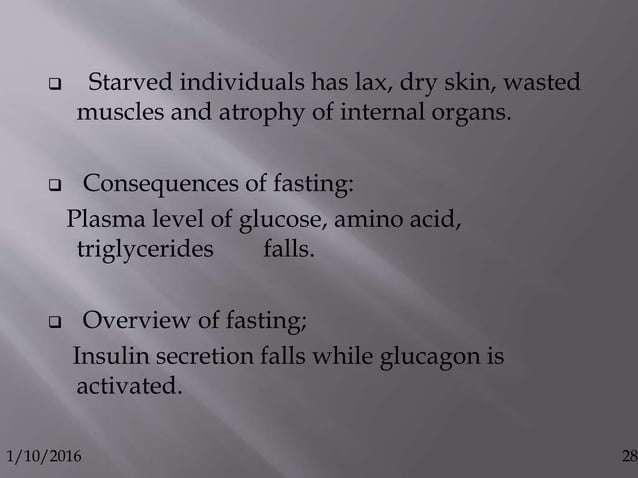 Starved individuals has lax, dry skin, wasted
muscles and atrophy of internal organs.
Consequences of fasting:
Plasma level of glucose, amino acid,
triglycerides falls.
Overview of fasting;
Insulin secretion falls while glucagon is
activated.
1/10/2016 28